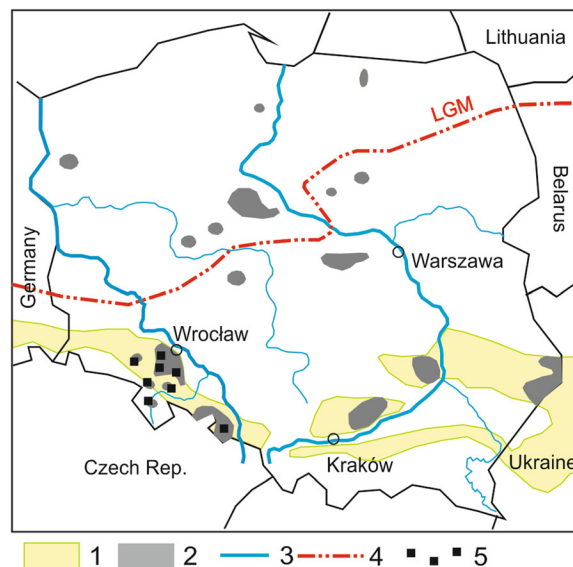 Lithuania
LGM
Belarus
Germany
Warszawa
Wrocław
Kraków
Ukraine
Czech Rep.
1 2 3 4 5